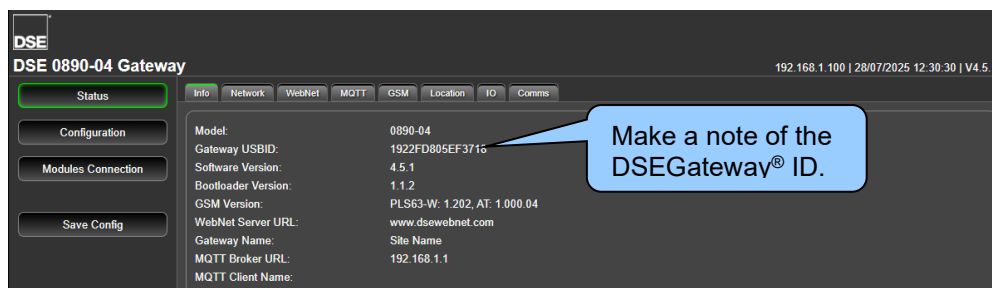 DSE
DSE 0890-04 Gateway
192.168.1.100 | 28/07/2025 12:30:30 | V4.5.
Status
Info Network WebNet MQTT GSM Location IO Comms
Configuration
Modules Connection
Save Config
Model: 0890-04
Gateway USBID: 1922FD805EF3718
Software Version: 4.5.1
Bootloader Version: 1.1.2
GSM Version: PLS63-W: 1.202, AT: 1.000.04
WebNet Server URL: www.dsewebnet.com
Gateway Name: Site Name
MQTT Broker URL: 192.168.1.1
MQTT Client Name:
Make a note of the
DSEGateway® ID.